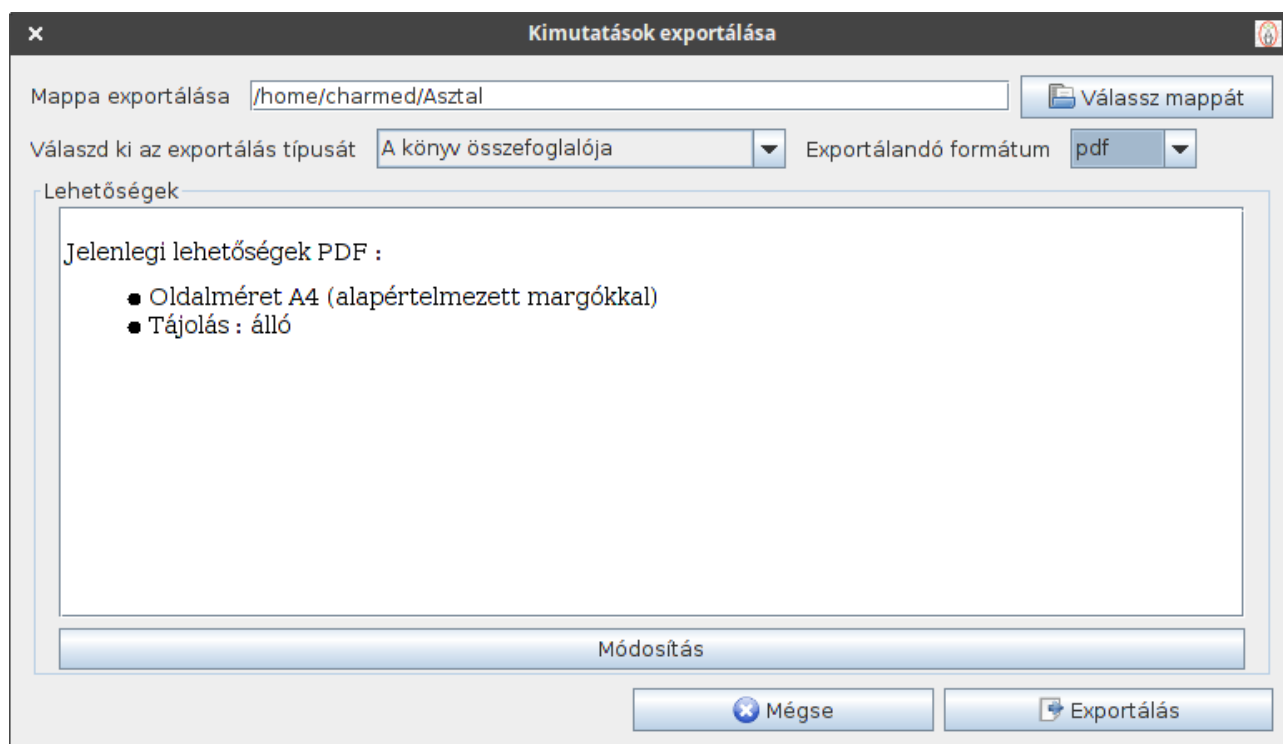 Kimutatások exportálása
Mappa exportálása /home/charmed/Asztal Válassz mappát
Válaszd ki az exportálás típusát A könyv összefoglalója Exportálandó formátum pdf
Lehetőségek
Jelenlegi lehetőségek PDF :
● Oldalméret A4 (alapértelmezett margókkal)
● Tájolás : álló
Módosítás
Mégse Exportálás